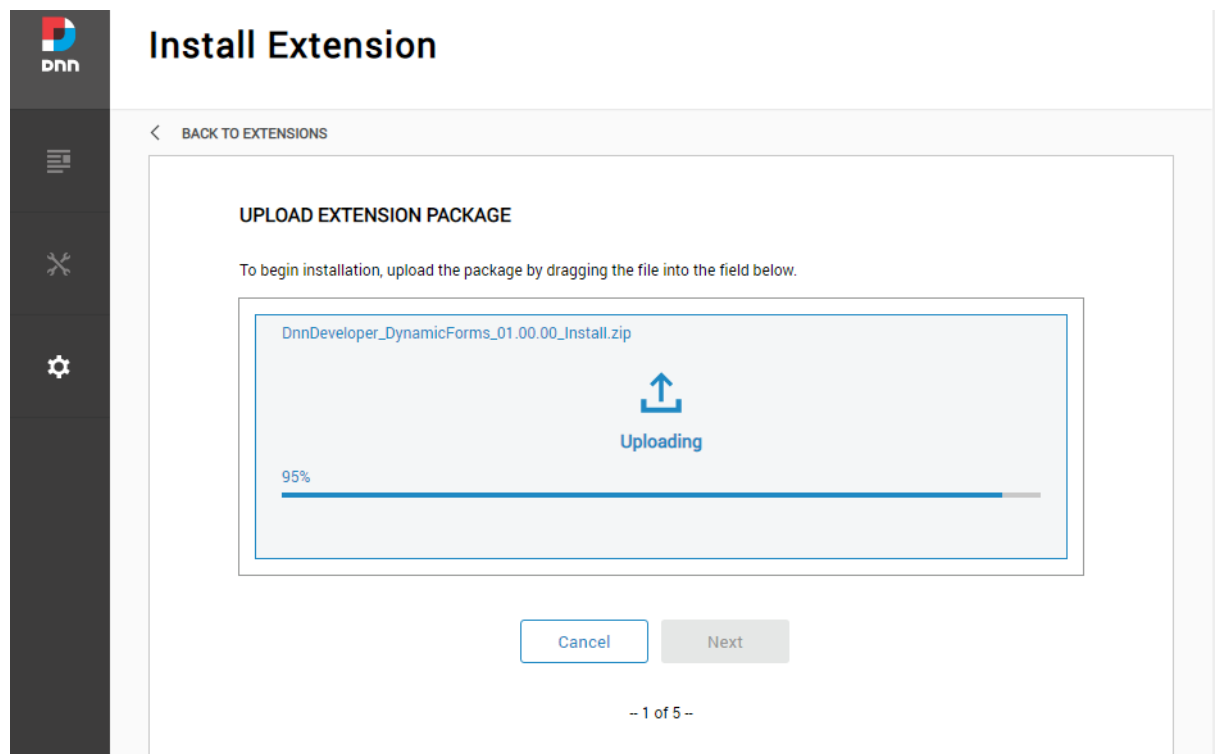 DNN
Install Extension
BACK TO EXTENSIONS
UPLOAD EXTENSION PACKAGE
To begin installation, upload the package by dragging the file into the field below.
DnnDeveloper_DynamicForms_01.00.00_Install.zip
Uploading
95%
Cancel Next
-- 1 of 5 --